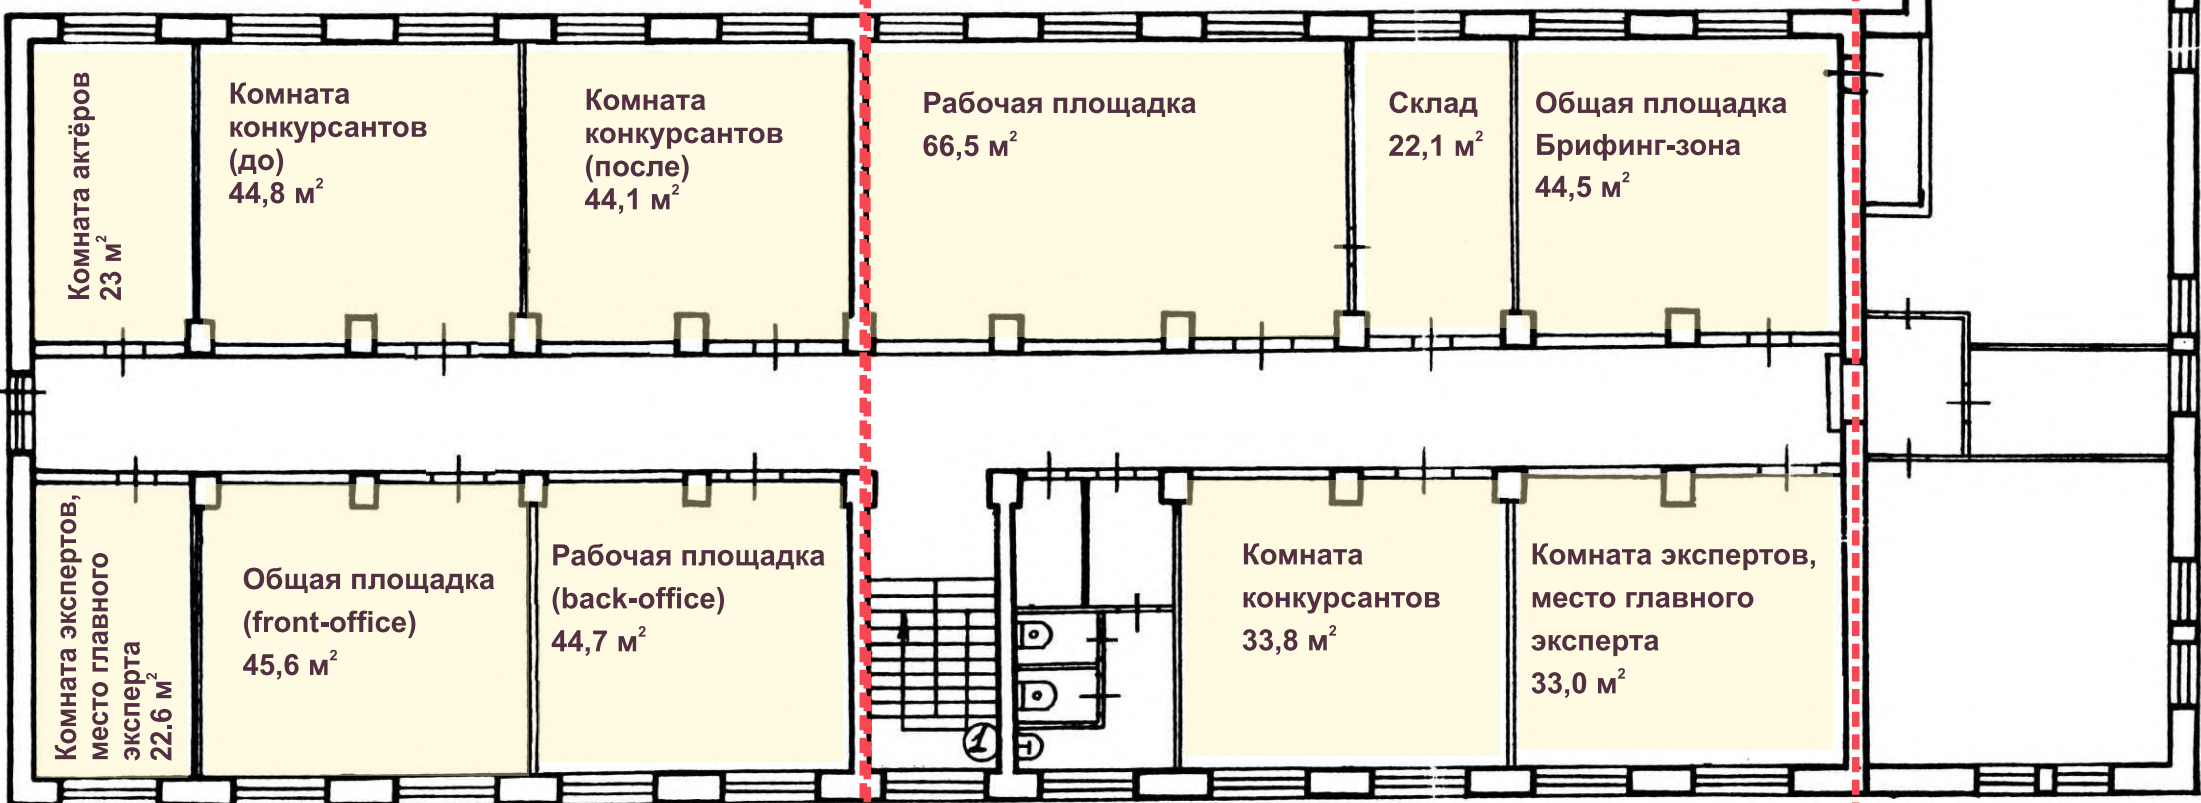 Комната актёров
23 м²
Комната
конкурсантов
(до)
44,8 м²
Комната
конкурсантов
(после)
44,1 м²
Рабочая площадка
66,5 м²
Склад
22,1 м²
Общая площадка
Брифинг-зона
44,5 м²
Комната экспертов,
место главного
эксперта
22.6 м²
Общая площадка
(front-office)
45,6 м²
Рабочая площадка
(back-office)
44,7 м²
1
Комната
конкурсантов
33,8 м²
Комната экспертов,
место главного
эксперта
33,0 м²